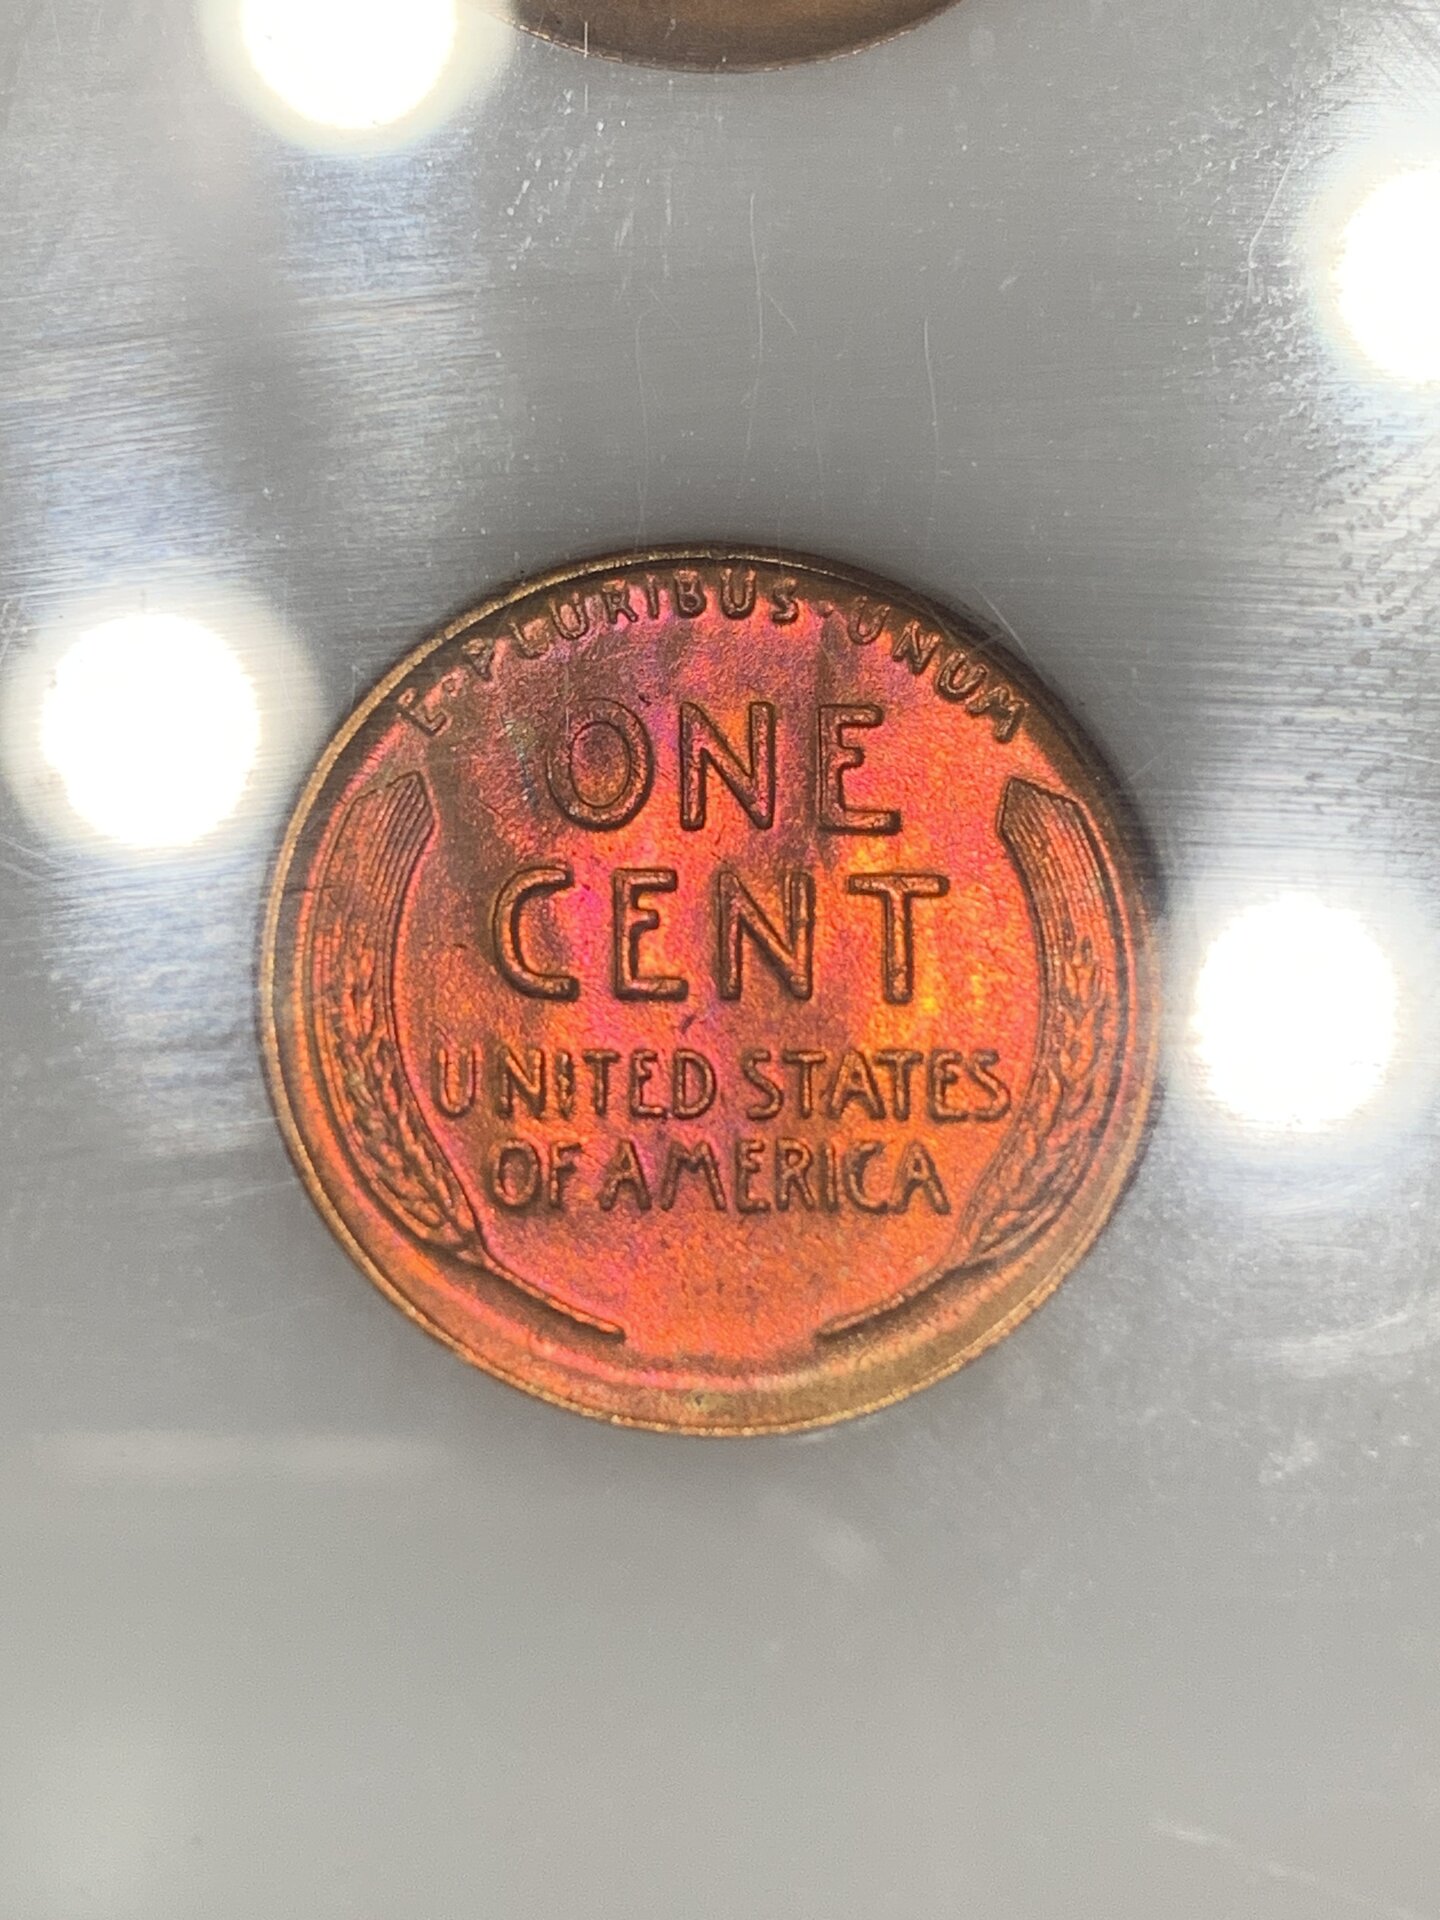 E·PLURIBUS·UNUM
ONE
CENT
UNITED STATES
OF AMERICA